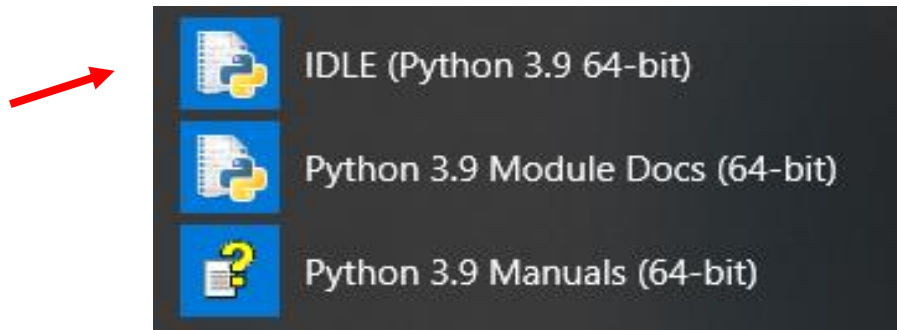 IDLE (Python 3.9 64-bit)
Python 3.9 Module Docs (64-bit)
Python 3.9 Manuals (64-bit)